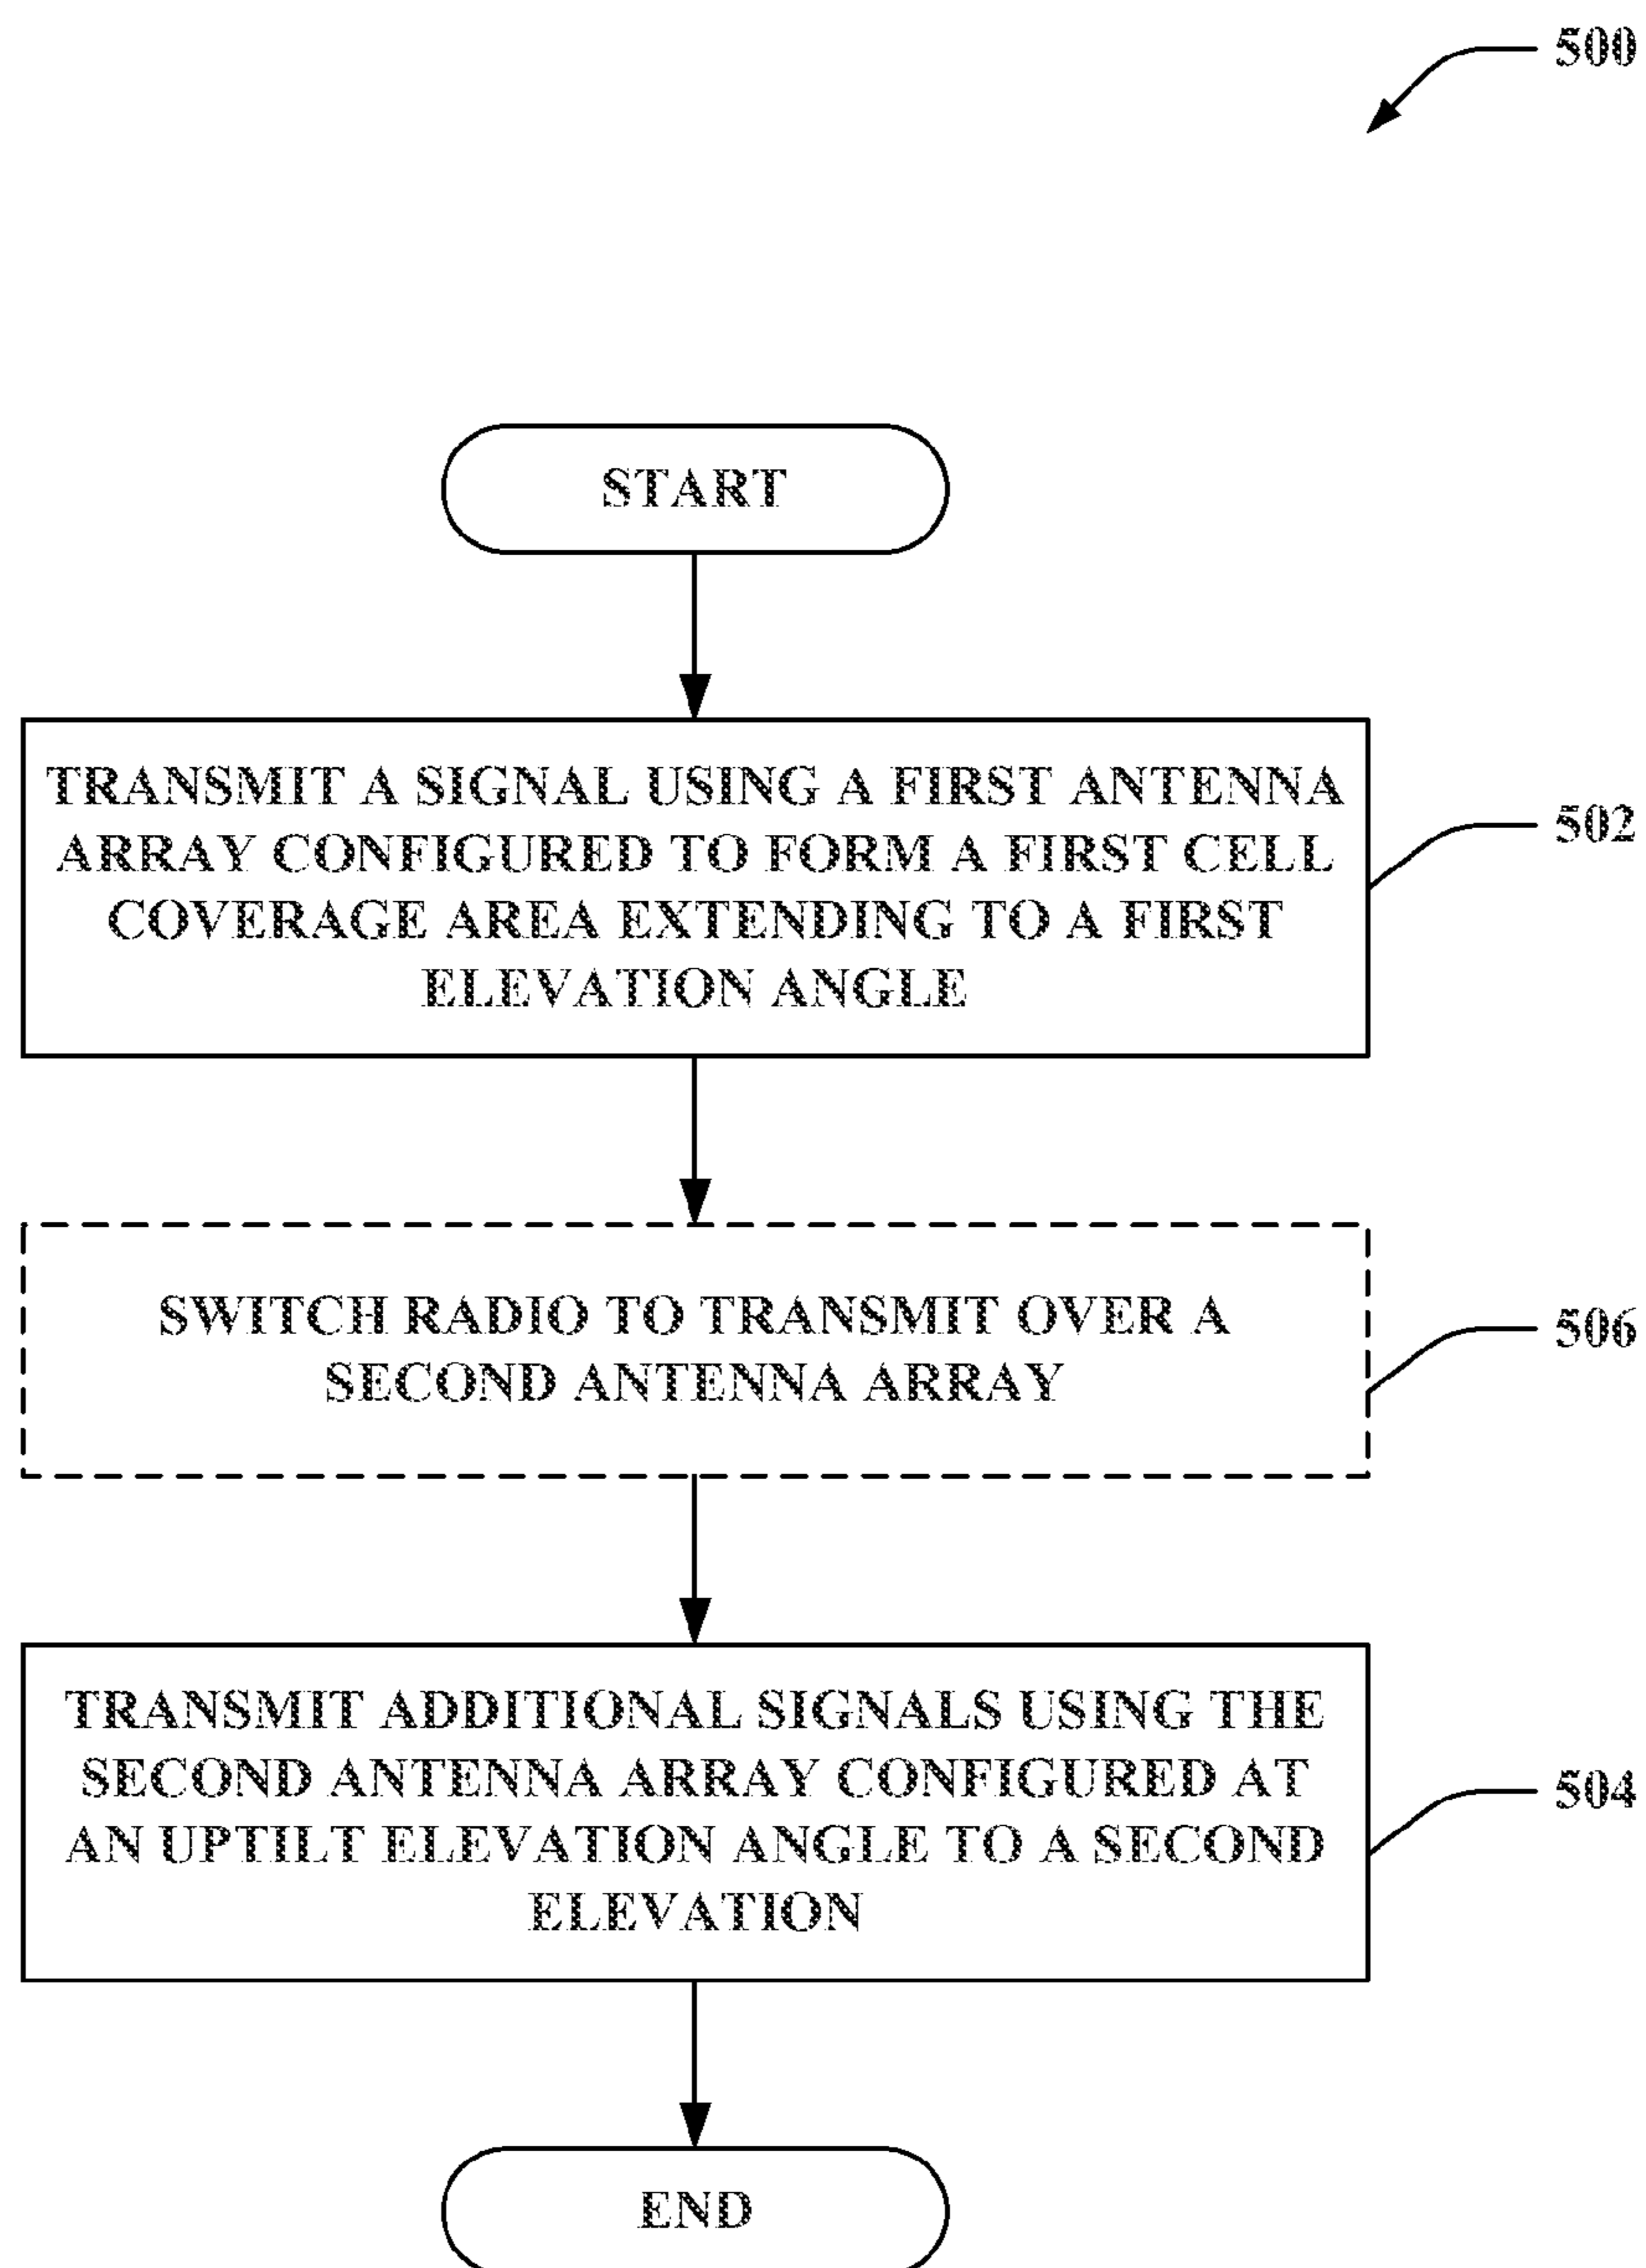 500
START
TRANSMIT A SIGNAL USING A FIRST ANTENNA
ARRAY CONFIGURED TO FORM A FIRST CELL
COVERAGE AREA EXTENDING TO A FIRST
ELEVATION ANGLE
502
SWITCH RADIO TO TRANSMIT OVER A
SECOND ANTENNA ARRAY
506
TRANSMIT ADDITIONAL SIGNALS USING THE
SECOND ANTENNA ARRAY CONFIGURED AT
AN UPTILT ELEVATION ANGLE TO A SECOND
ELEVATION
504
END